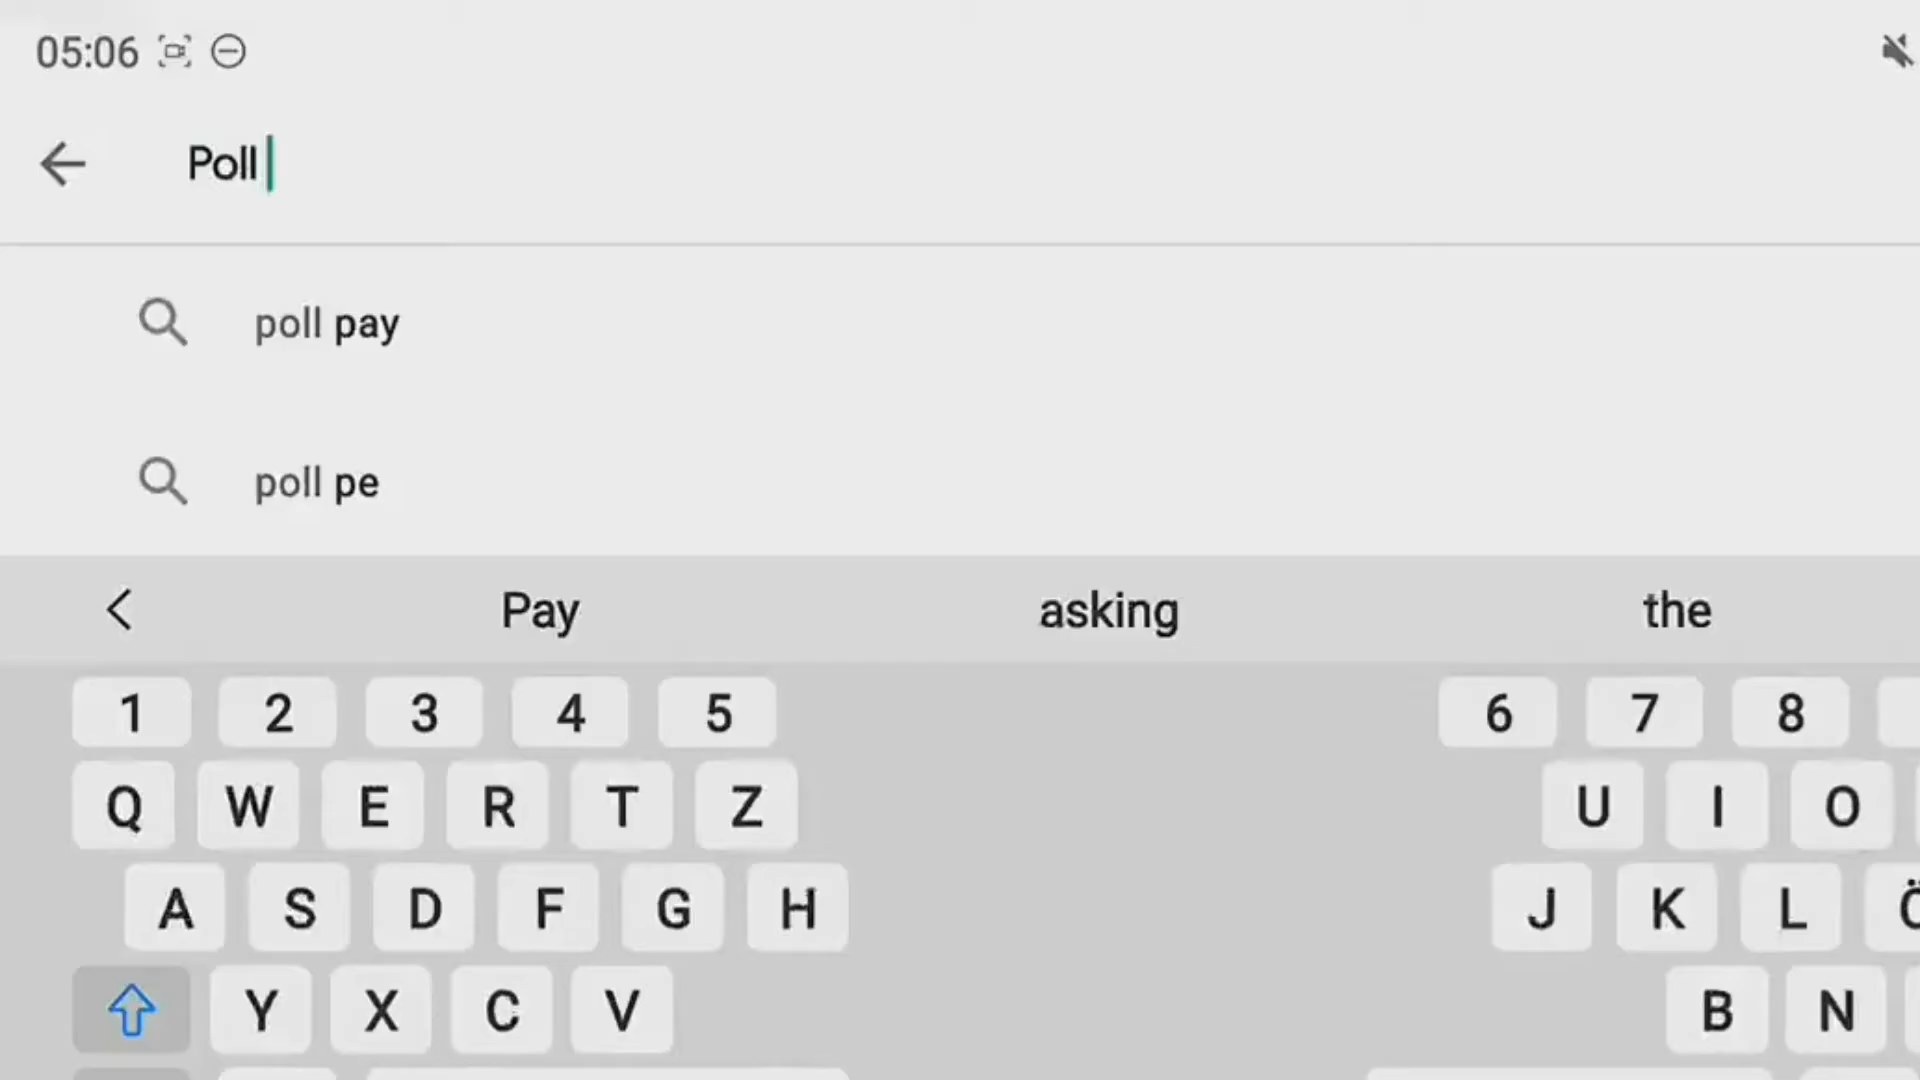 05:06
Poll
poll pay
poll pe
Pay asking the
1 2 3 4 5 6 7 8
Q W E R T Z U I O
A S D F G H J K L Ö
Y X C V B N